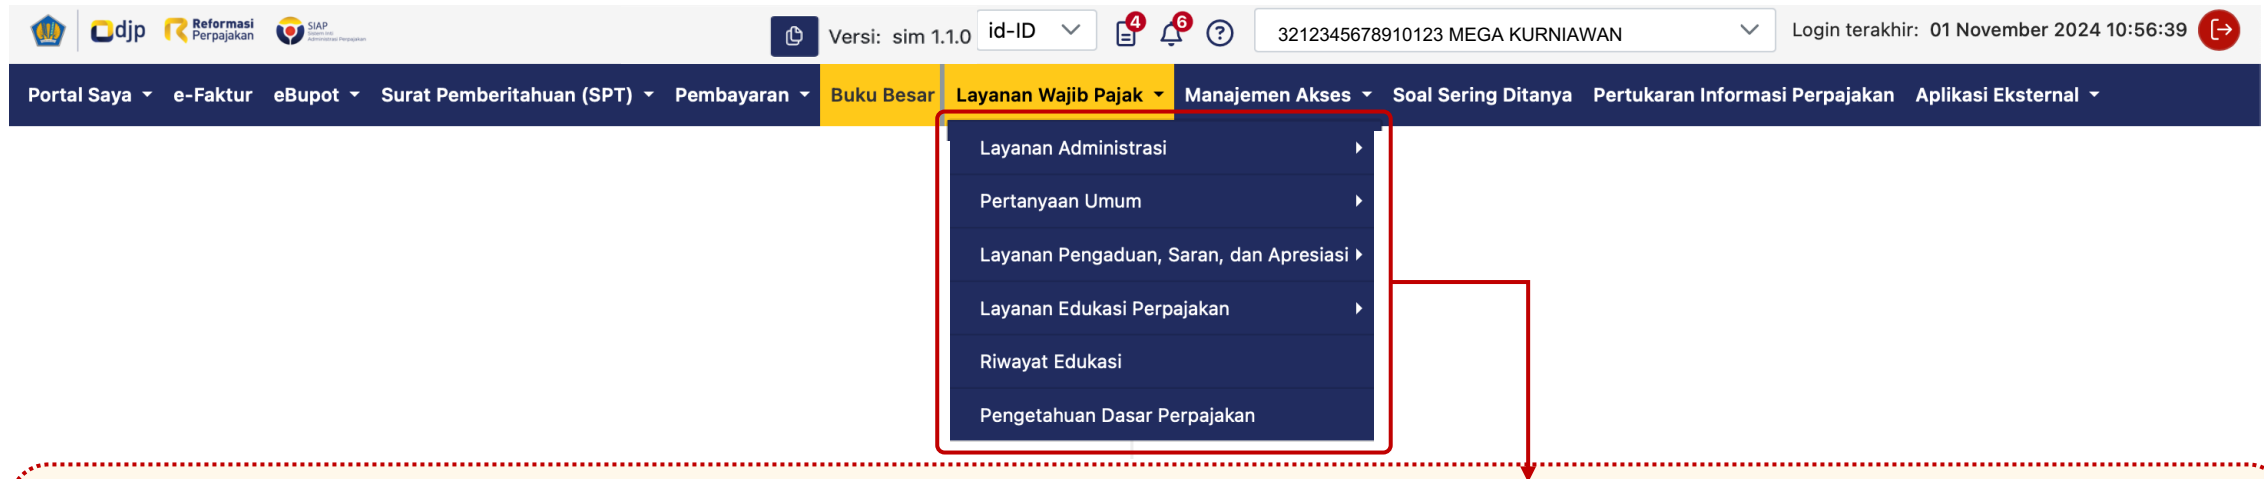 djp
Reformasi
Perpajakan
SIAP
Versi: sim 1.1.0
id-ID
4
6
3212345678910123 MEGA KURNIAWAN
Login terakhir: 01 November 2024 10:56:39
Portal Saya e-Faktur eBupot Surat Pemberitahuan (SPT) Pembayaran Buku Besar Layanan Wajib Pajak Manajemen Akses Soal Sering Ditanya Pertukaran Informasi Perpajakan Aplikasi Eksternal
Layanan Administrasi
Pertanyaan Umum
Layanan Pengaduan, Saran, dan Apresiasi
Layanan Edukasi Perpajakan
Riwayat Edukasi
Pengetahuan Dasar Perpajakan